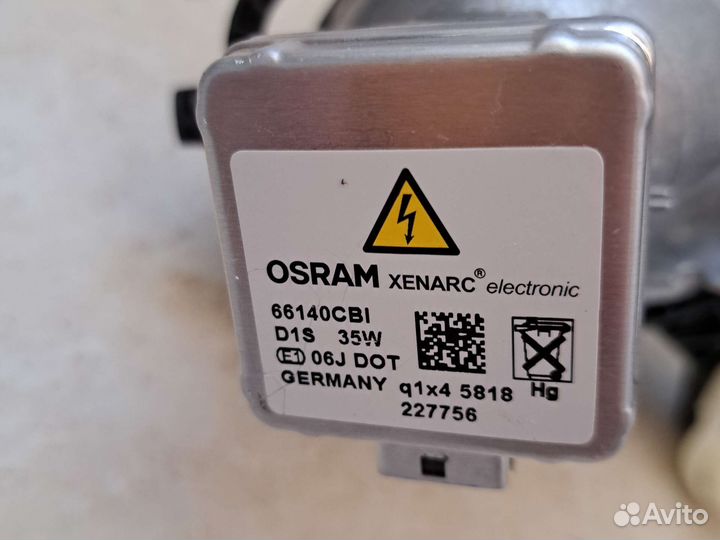 OSRAM XENARC® electronic
66140CBI
D1S 35W
E1 06J DOT
GERMANY q1x4 5818
Hg
227756
Avito